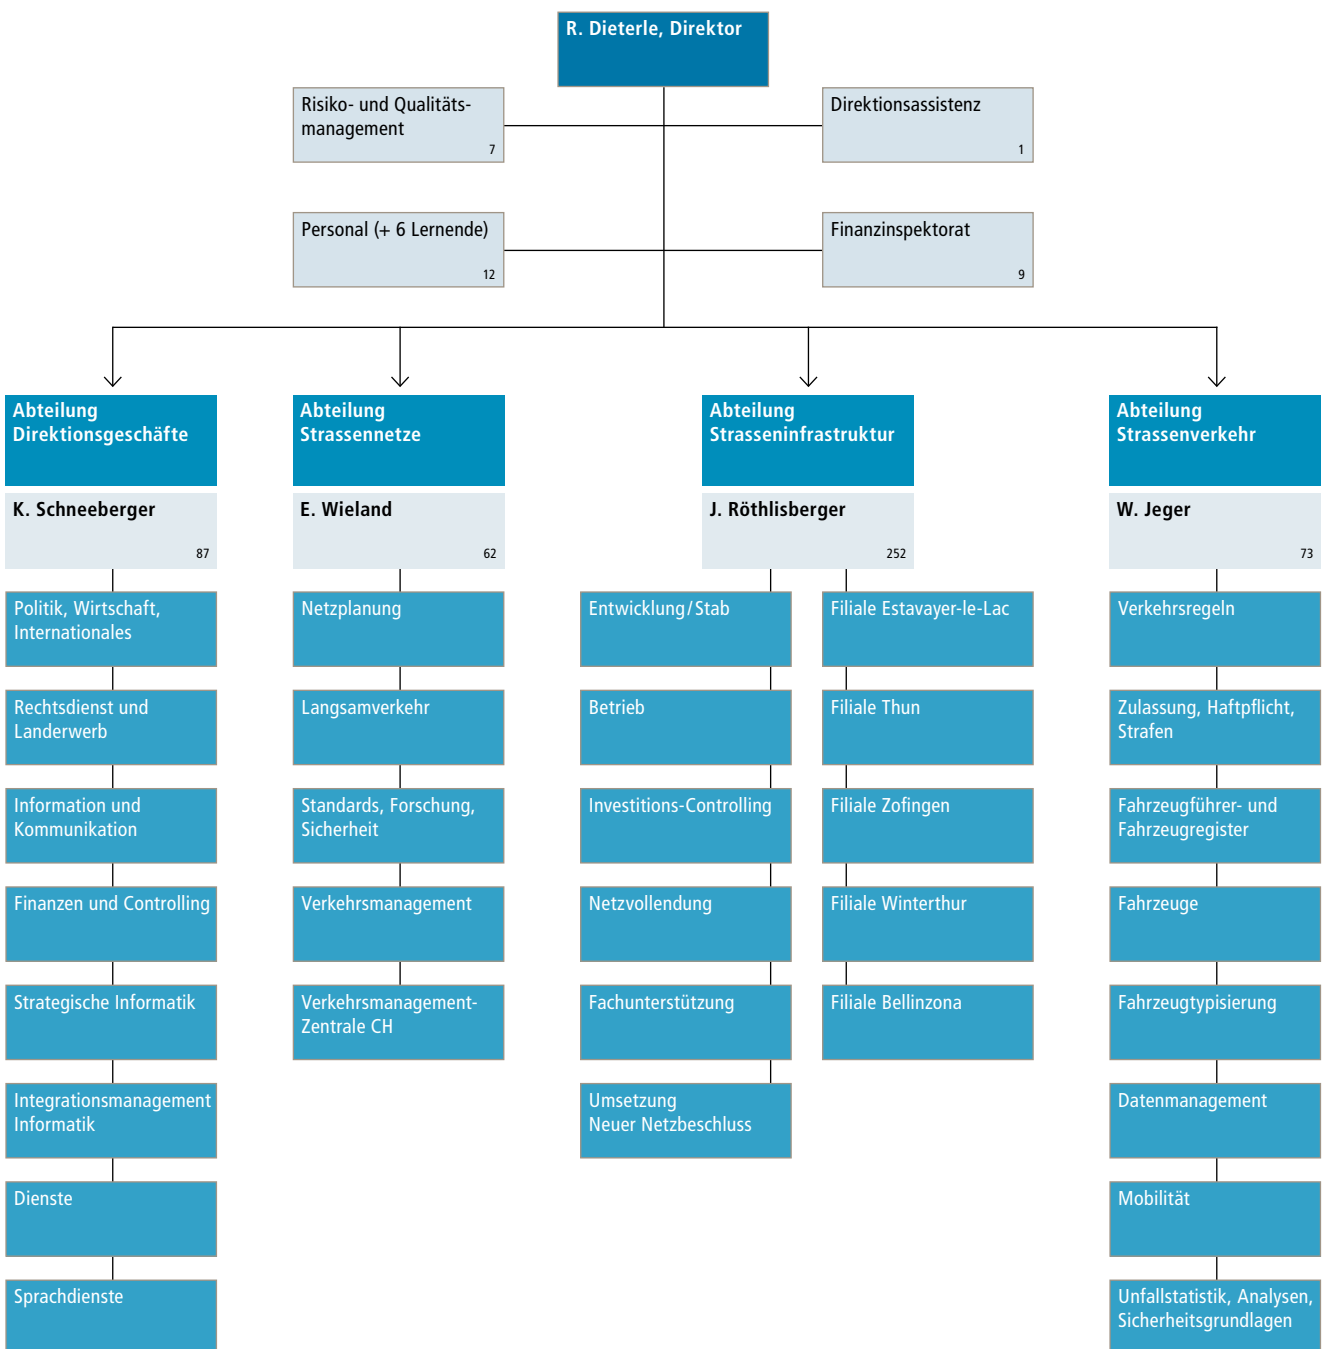 R. Dieterle, Direktor
Risiko- und Qualitäts-
management
7
Direktionsassistenz
1
Personal (+ 6 Lernende)
12
Finanzinspektorat
9
Abteilung
Direktionsgeschäfte
K. Schneeberger
87
Politik, Wirtschaft,
Internationales
Rechtsdienst und
Landerwerb
Information und
Kommunikation
Finanzen und Controlling
Strategische Informatik
Integrationsmanagement
Informatik
Dienste
Sprachdienste
Abteilung
Strassennetze
E. Wieland
62
Netzplanung
Langsamverkehr
Standards, Forschung,
Sicherheit
Verkehrsmanagement
Verkehrsmanagement-
Zentrale CH
Abteilung
Strasseninfrastruktur
J. Röthlisberger
252
Entwicklung/Stab
Betrieb
Investitions-Controlling
Netzvollendung
Fachunterstützung
Umsetzung
Neuer Netzbeschluss
Filiale Estavayer-le-Lac
Filiale Thun
Filiale Zofingen
Filiale Winterthur
Filiale Bellinzona
Abteilung
Strassenverkehr
W. Jeger
73
Verkehrsregeln
Zulassung, Haftpflicht,
Strafen
Fahrzeugführer- und
Fahrzeugregister
Fahrzeuge
Fahrzeugtypisierung
Datenmanagement
Mobilität
Unfallstatistik, Analysen,
Sicherheitsgrundlagen